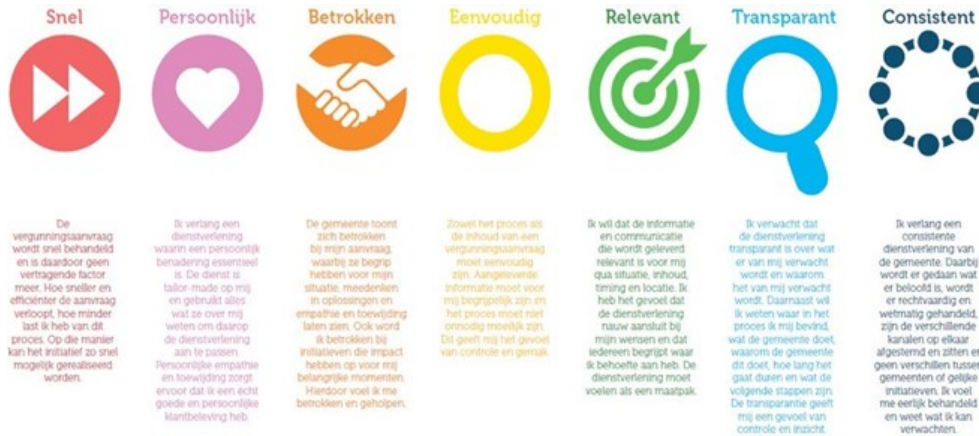 Snel
Persoonlijk
Betrokken
Eenvoudig
Relevant
Transparant
Consistent
De
vergunningsaanvraag
wordt snel behandeld
en is daardoor geen
vertragende factor
meer. Hoe sneller en
efficiënter de aanvraag
verloopt, hoe minder
last ik heb van dit
proces. Op die manier
kan het initiatief zo snel
mogelijk gerealiseerd
worden.
Ik verlang een
dienstverlening
waarin een persoonlijk
benadering essentieel
is. De dienst is
tailor-made op mij
en gebruikt alles
wat ze over mij
weten om daarop
aan te passen.
Persoonlijke empathie
en toewijding zorgt
ervoor dat ik een echt
goede en persoonlijke
klantbeleving heb.
De gemeente toont
zich betrokken
bij mijn aanvraag,
waarbij ze begrip
hebben voor mijn
situatie, meedenken
in oplossingen en
empathie en toewijding
laten zien. Ook word
ik betrokken bij
initiatieven die impact
hebben op voor mij
belangrijke momenten.
Hierdoor voel ik me
betrokken en geholpen.
Zowel het proces als
de inhoud van een
vergunningsaanvraag
moet eenvoudig
zijn. Aangeleverde
informatie moet voor
mij begrijpelijk zijn en
het proces moet niet
onnodig moeilijk zijn.
Dit geeft mij het gevoel
van controle en gemak.
Ik wil dat de informatie
en communicatie
die wordt geleverd
relevant is voor mij
qua situatie, inhoud,
timing en locatie. Ik
heb het gevoel dat
de dienstverlening
nauw aansluit bij
mijn wensen en dat
iedereen begrijpt waar
ik behoefte aan heb. De
dienstverlening moet
voelen als een maatpak.
Ik verwacht dat
de dienstverlening
transparant is over wat
er van mij verwacht
wordt en waarom
het van mij verwacht
wordt. Daarnaast wil
ik weten waar in het
proces ik mij bevind,
wat de gemeente doet,
waarom de gemeente
dit doet, hoe lang het
gaat duren en wat de
volgende stappen zijn.
De transparantie geeft
mij een gevoel van
controle en inzicht.
Ik verlang een
consistente
dienstverlening van
de gemeente. Daarbij
wordt er gedaan wat
er beloofd is, wordt
er rechtvaardig en
wetmatig gehandeld,
zijn de verschillende
kanalen op elkaar
afgestemd en zitten er
geen verschillen tussen
gemeenten of gelijke
initiatieven. Ik voel
me eerlijk behandeld
en weet wat ik kan
verwachten.